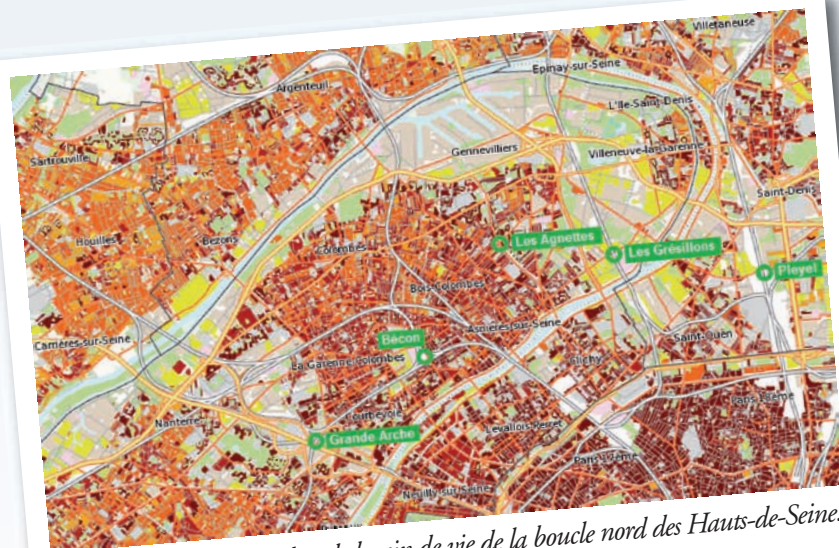 Villetaneuse
Epinay-sur-Seine
Argenteuil
L'Ile-Saint-Denis
Gennevilliers
Villeneuve-la-Garenne
Sartrouville
Saint-Denis
Houilles
Bezons
Colombes
Les Agnettes
Les Grésillons
Pleyel
Bois-Colombes
Carrières-sur-Seine
Bécon
Asnières-sur-Seine
Saint-Ouen
La Garenne-Colombes
Clichy
Nanterre
Courbevoie
Grande Arche
Levallois-Perret
Paris 17ème
Neuilly-sur-Seine
de vie de la boucle nord des Hauts-de-Seine.